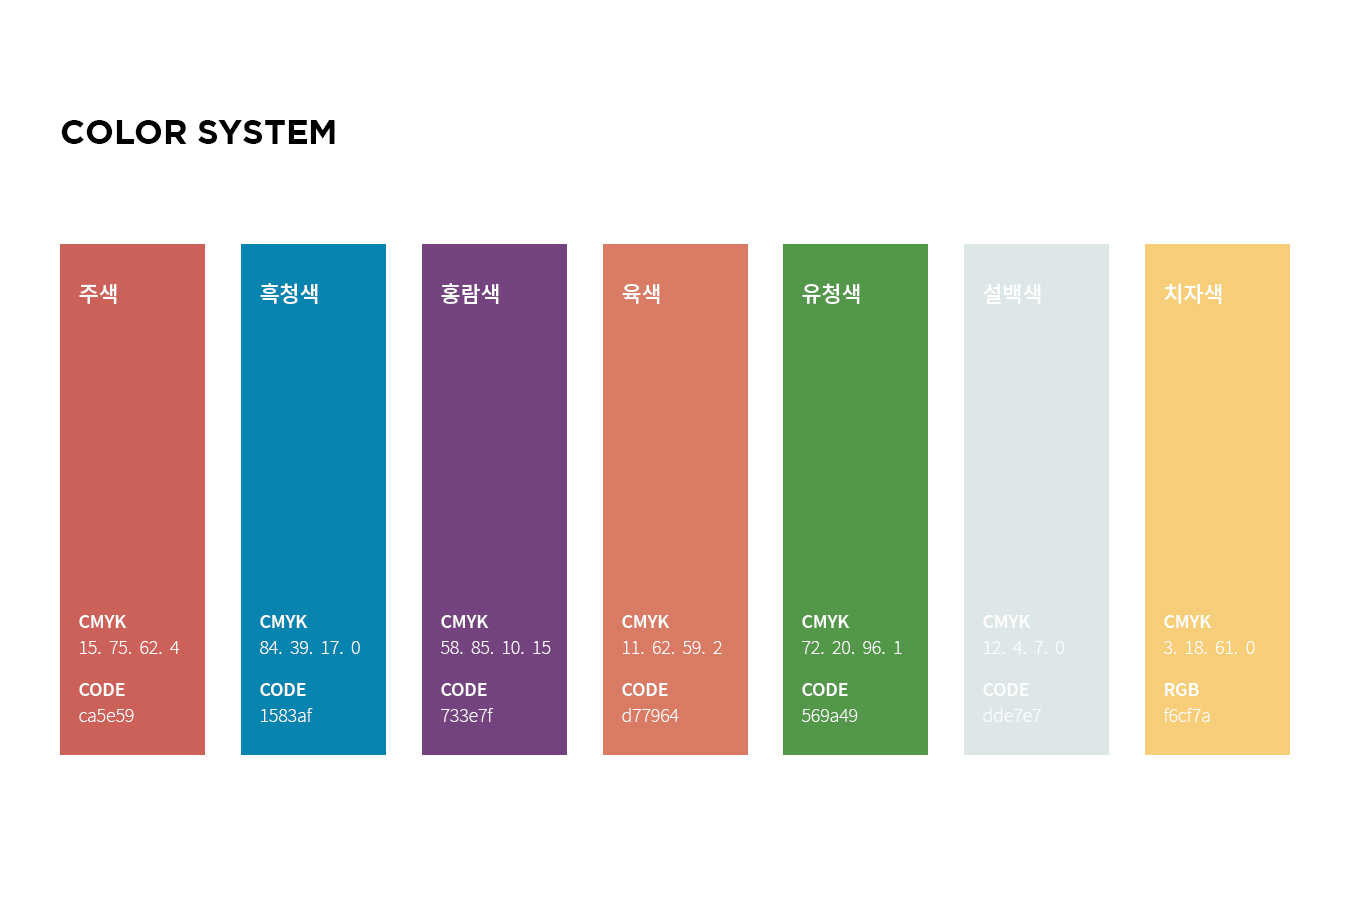 COLOR SYSTEM
주색
CMYK
15. 75. 62. 4
CODE
ca5e59
흑청색
CMYK
84. 39. 17. 0
CODE
1583af
홍람색
CMYK
58. 85. 10. 15
CODE
733e7f
육색
CMYK
11. 62. 59. 2
CODE
d77964
유청색
CMYK
72. 20. 96. 1
CODE
569a49
설백색
CMYK
12. 4. 7. 0
CODE
dde7e7
치자색
CMYK
3. 18. 61. 0
RGB
f6cf7a